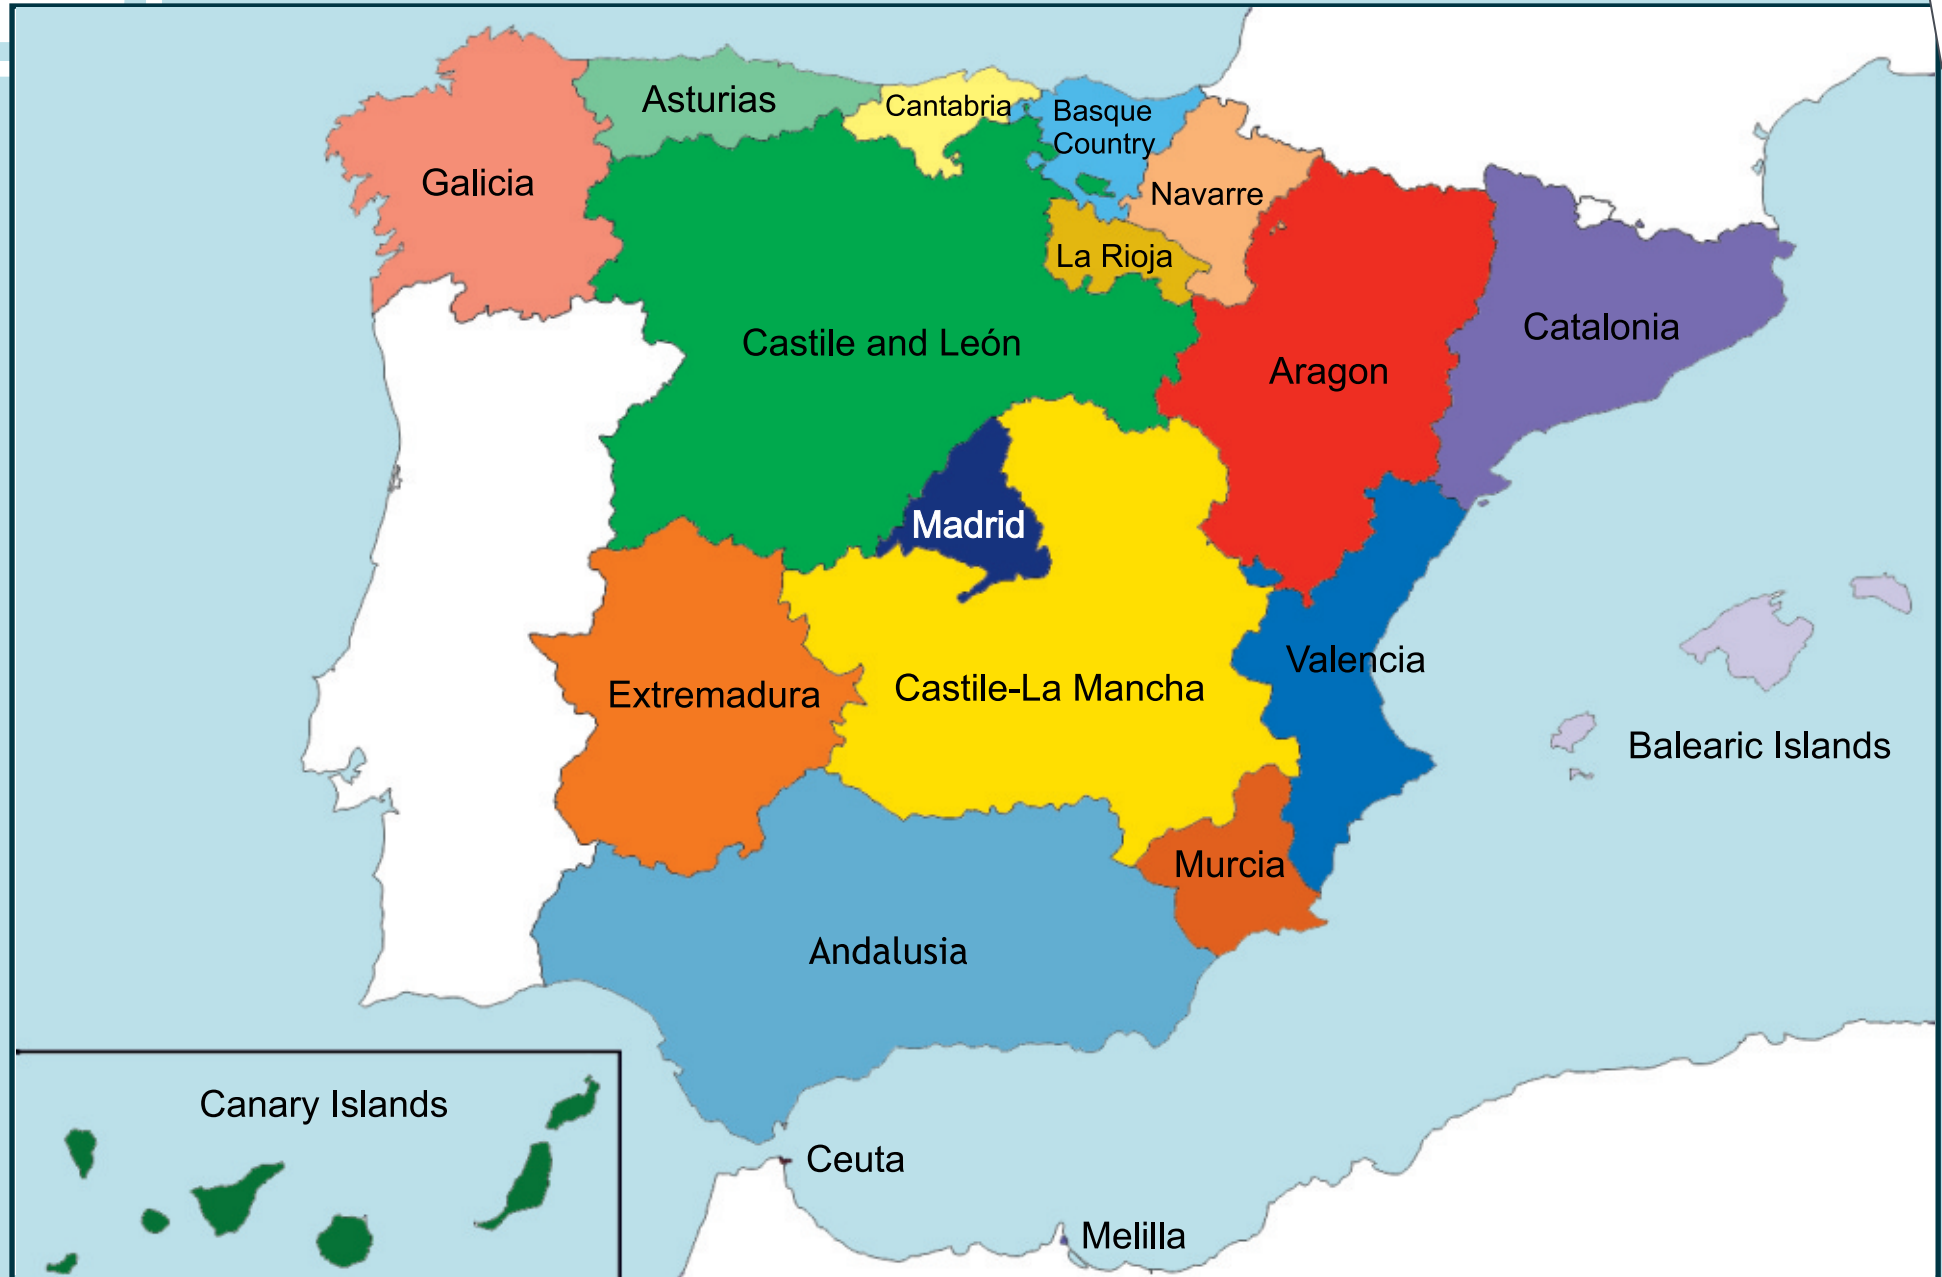 Asturias
Cantabria
Basque
Country
Galicia
Navarre
La Rioja
Castile and León
Catalonia
Aragon
Madrid
Valencia
Extremadura
Castile-La Mancha
Balearic Islands
Murcia
Andalusia
Canary Islands
Ceuta
Melilla